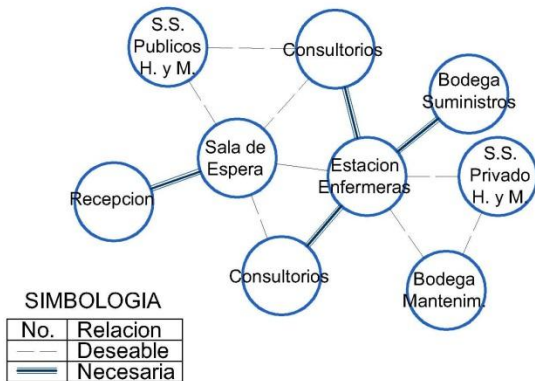 S.S.
Publicos
H. y M.
Consultorios
Bodega
Suministros
Sala de
Espera
Estacion
Enfermeras
S.S.
Privado
H. y M.
Recepcion
Consultorios
Bodega
Mantenim.
SIMBOLOGIA
No. Relacion
Deseable
Necesaria